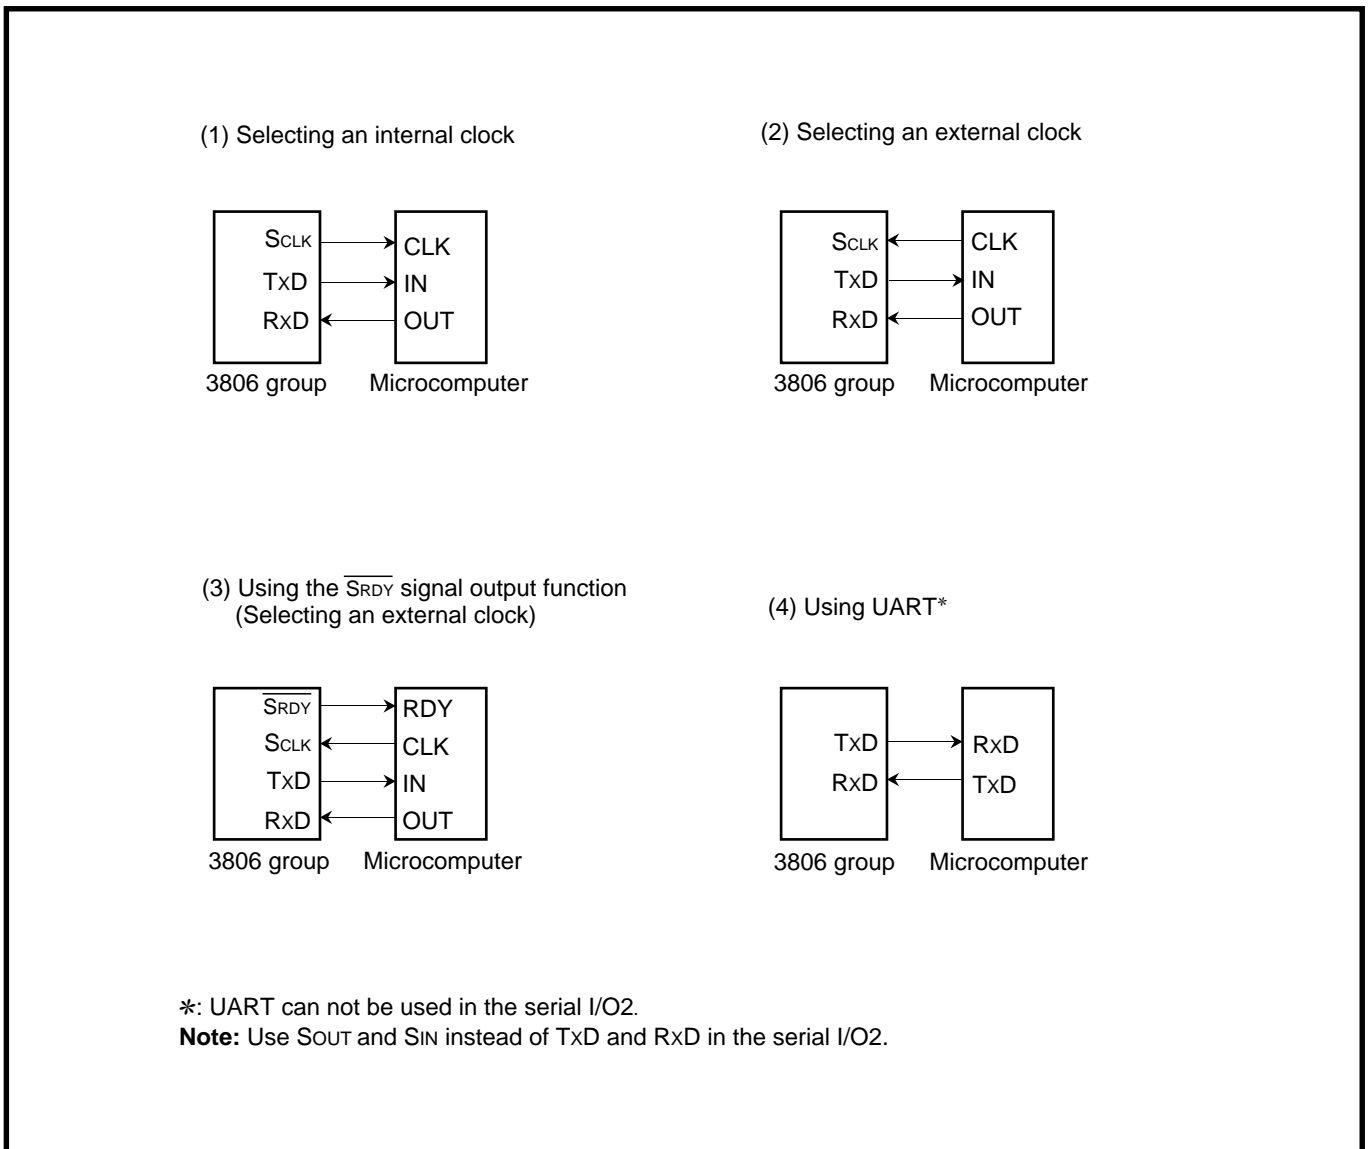 (1) Selecting an internal clock
SCLK CLK
TxD IN
RxD OUT
3806 group Microcomputer
(2) Selecting an external clock
SCLK CLK
TxD IN
RxD OUT
3806 group Microcomputer
(3) Using the SRDY signal output function
(Selecting an external clock)
SRDY RDY
SCLK CLK
TxD IN
RxD OUT
3806 group Microcomputer
(4) Using UART*
TxD RxD
RxD TxD
3806 group Microcomputer
*: UART can not be used in the serial I/O2.
Note: Use SOUT and SIN instead of TxD and RxD in the serial I/O2.